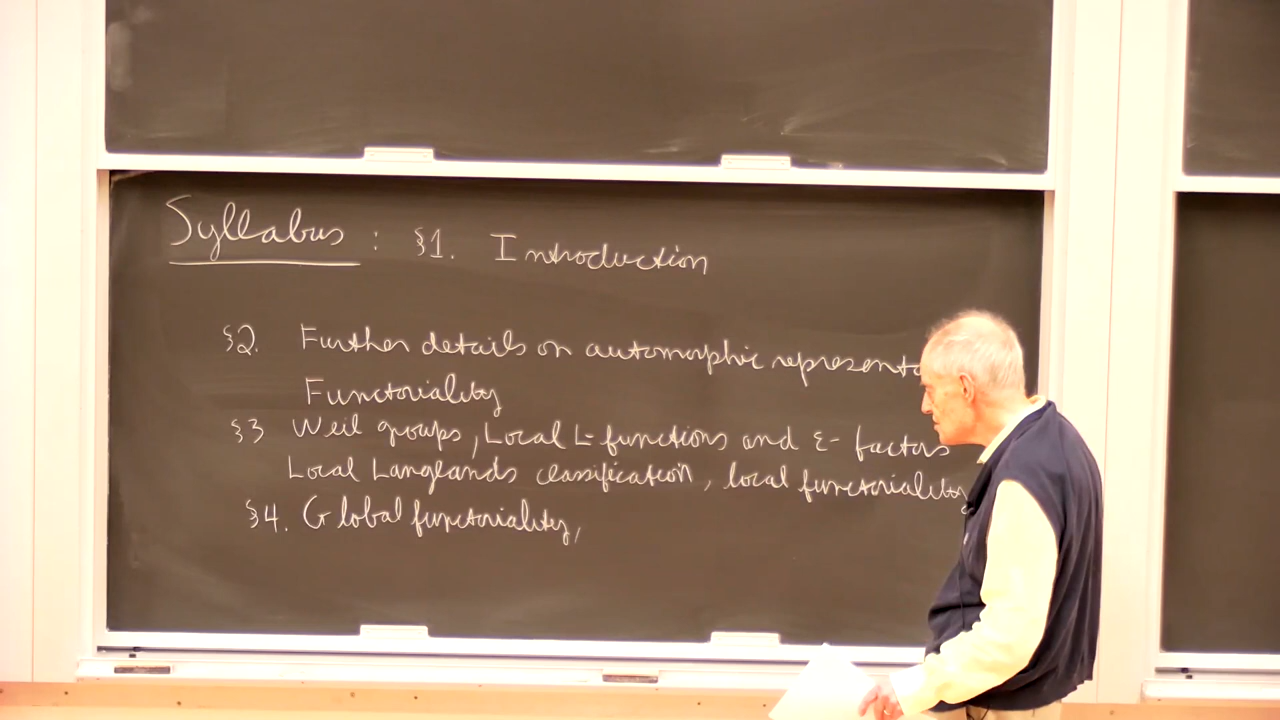 Syllabus : §1. Introduction
§2. Further details on automorphic represent
Functoriality
§3 Weil groups, Local L-functions and ε-factors
Local Langlands classification, local functoriality
§4. Global functoriality,